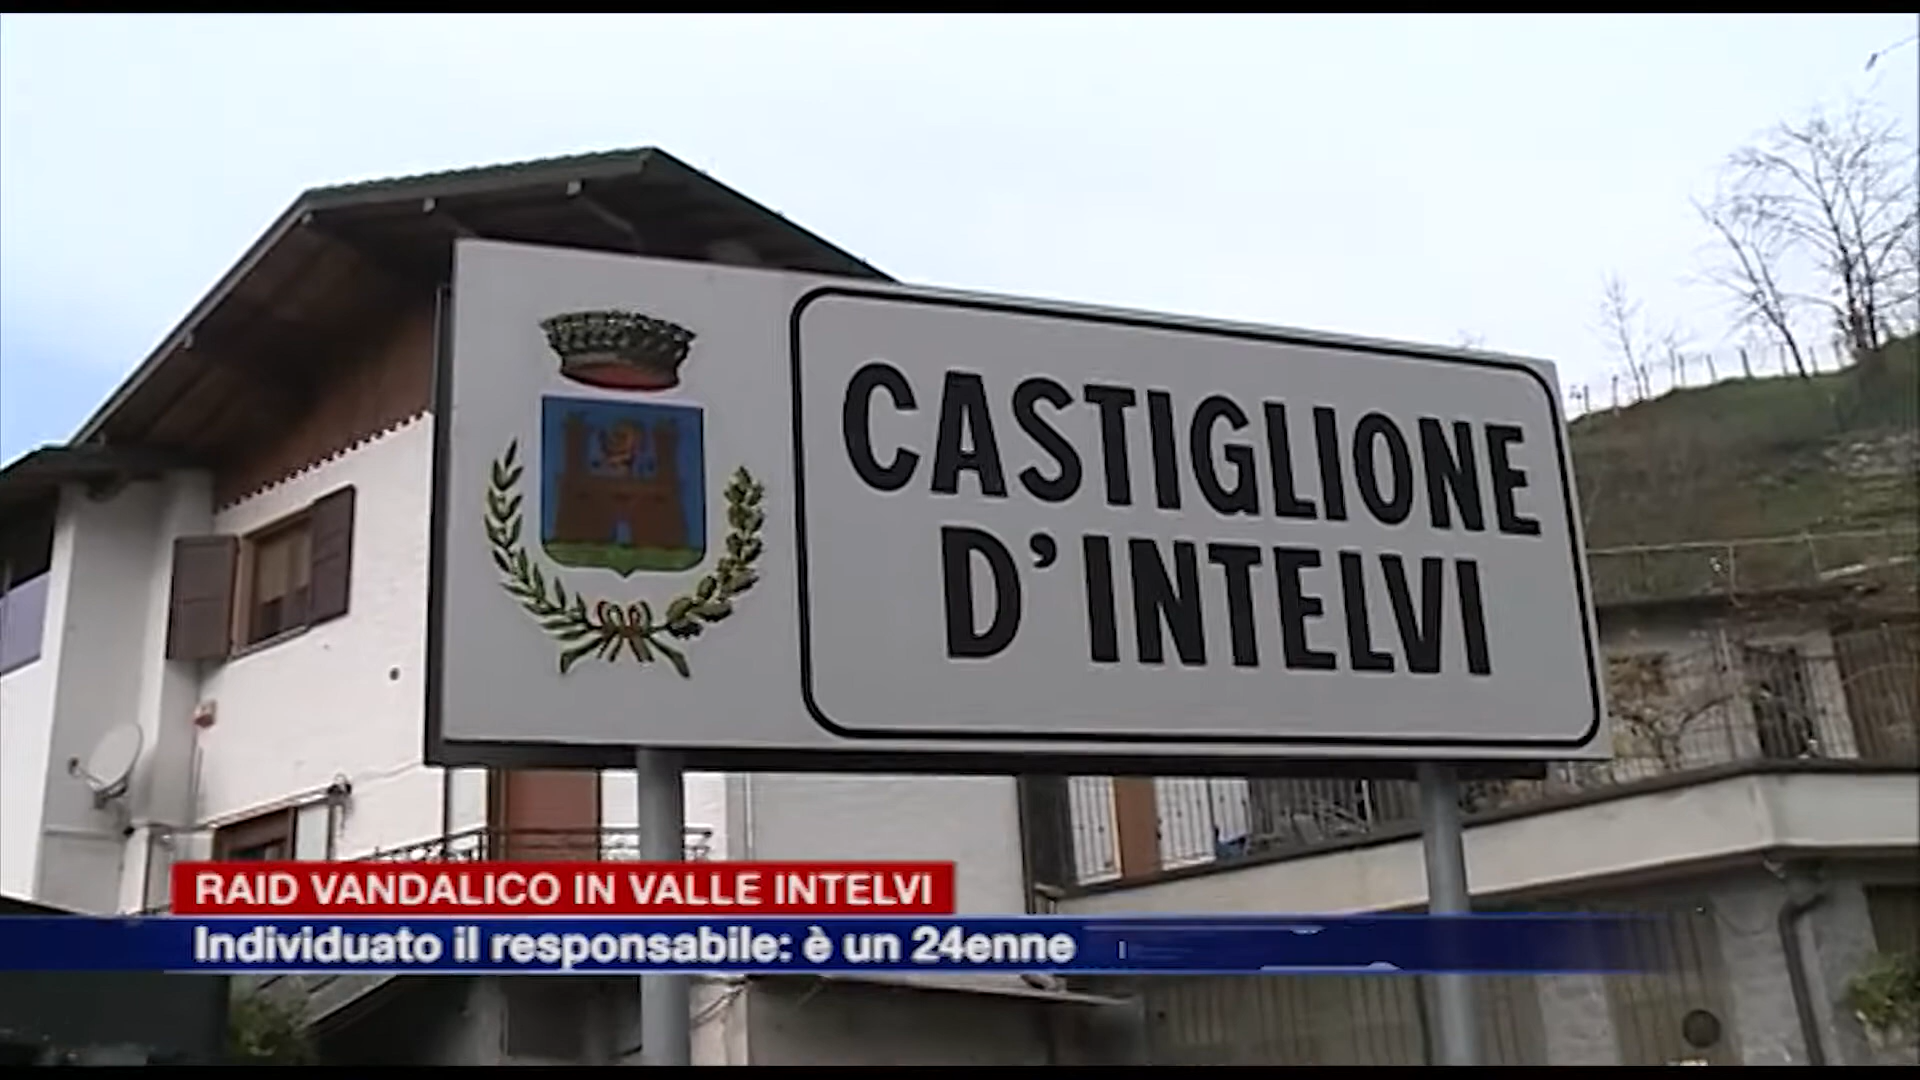 CASTIGLIONE
D'INTELVI
RAID VANDALICO IN VALLE INTELVI
Individuato il responsabile: è un 24enne